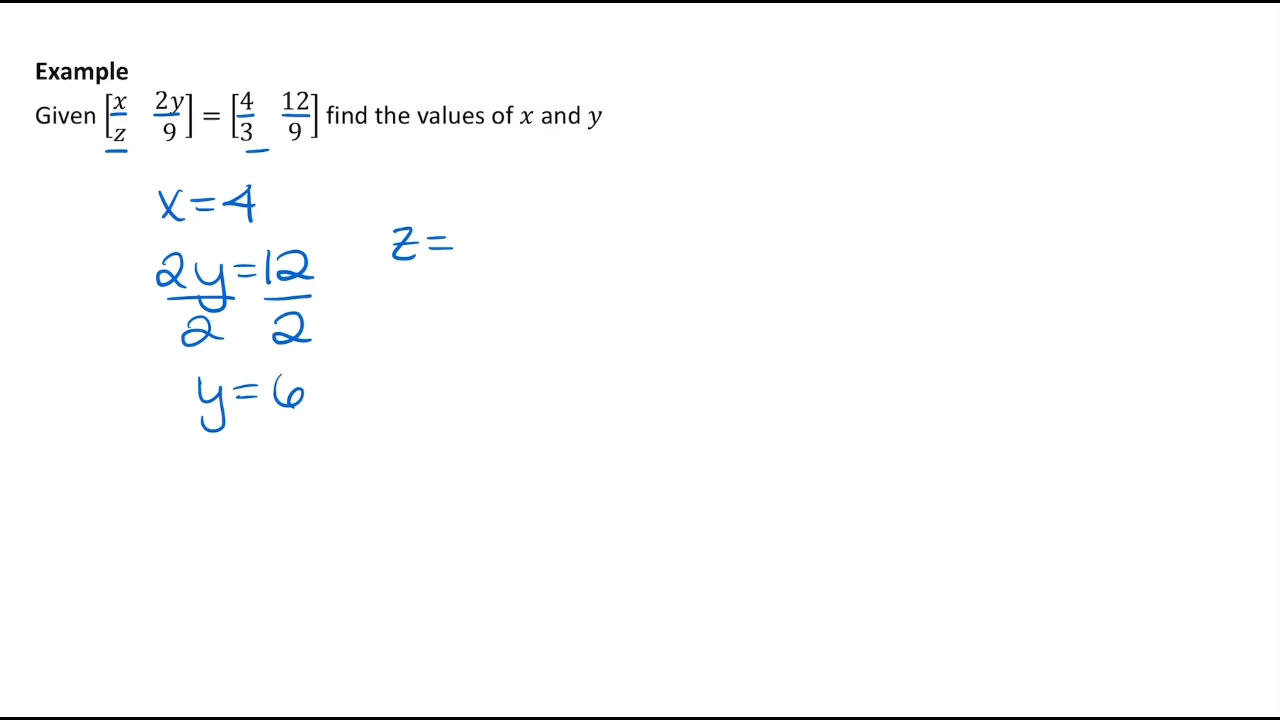 Example
Given [x 2y
z 9] = [4 12
3 9] find the values of x and y
x = 4
2y = 12
2 2
y = 6
z =